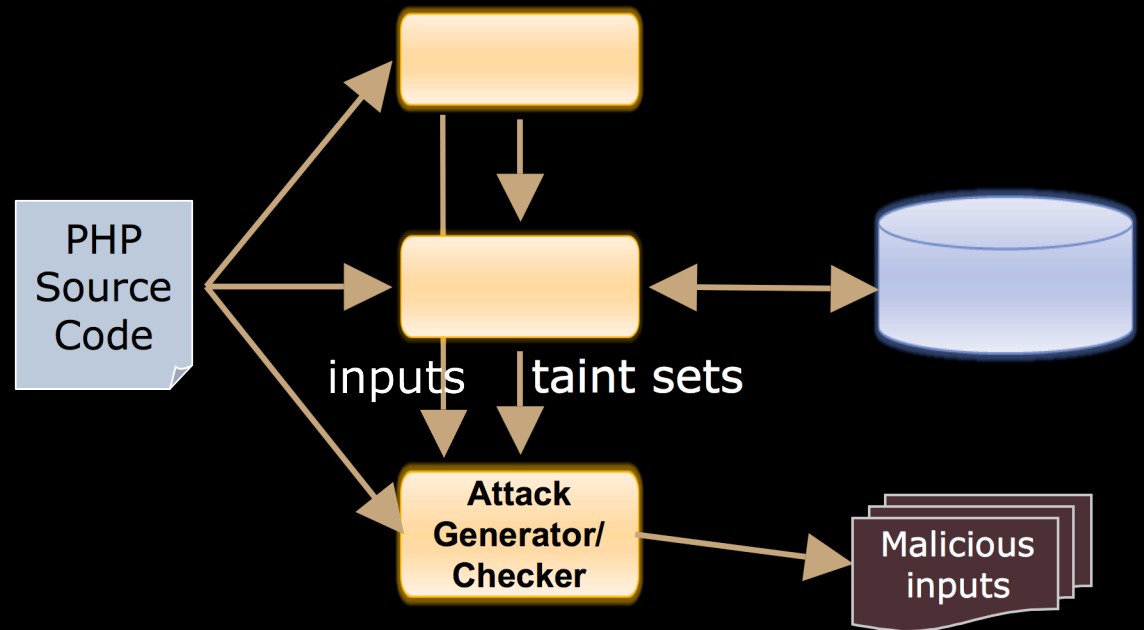 PHP
Source
Code
inputs
taint sets
Attack
Generator/
Checker
Malicious
inputs